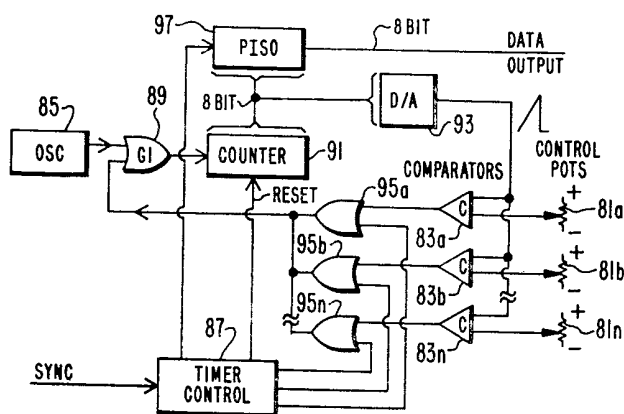 97
PISO
8 BIT
DATA
OUTPUT
85
89
8 BIT
D/A
93
OSC
G1
COUNTER
91
COMPARATORS
CONTROL
POTS
RESET
95a
C
83a
+
-
81a
95b
C
83b
+
-
81b
95n
C
83n
+
-
81n
87
SYNC
TIMER
CONTROL